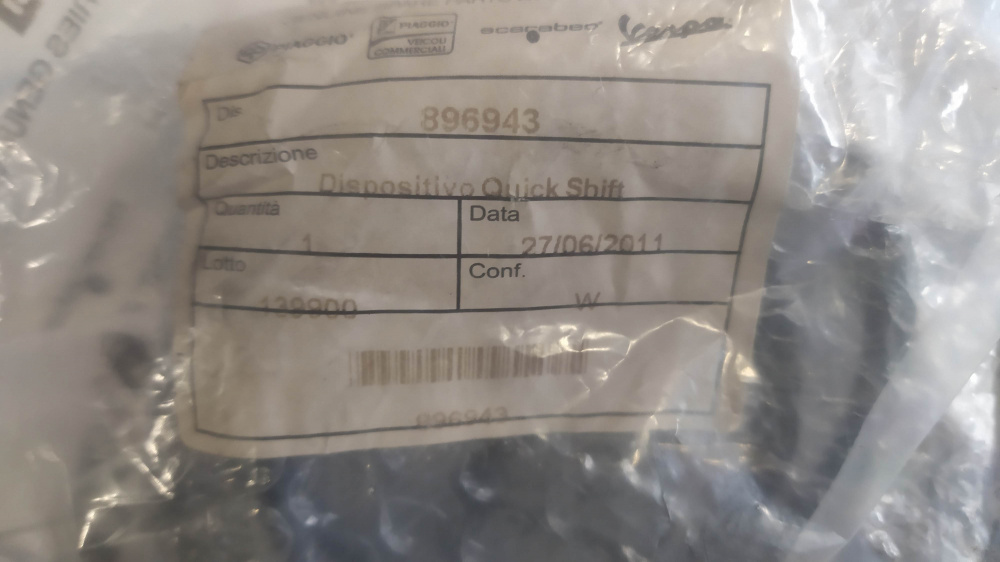 PIAGGIO
PIAGGIO
VEICOLI
COMMERCIALI
scarabeo
Vespa
Dis.
896943
Descrizione
Dispositivo Quick Shift
Quantità
1
Data
27/06/2011
Lotto
139900
Conf.
W
896943